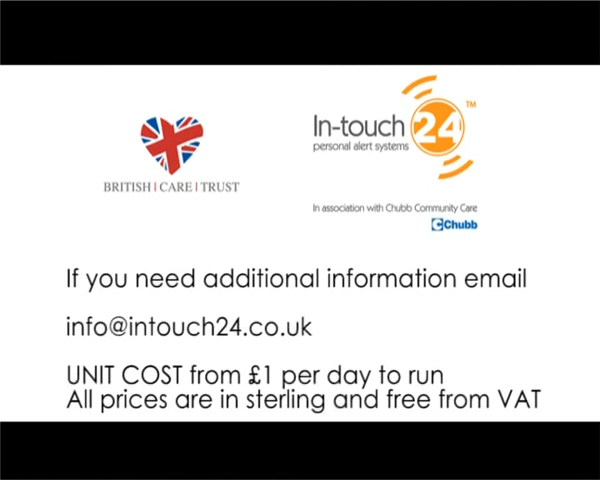 In-touch 24 TM
personal alert systems
BRITISH | CARE | TRUST
In association with Chubb Community Care
Chubb
If you need additional information email
info@intouch24.co.uk
UNIT COST from £1 per day to run
All prices are in sterling and free from VAT